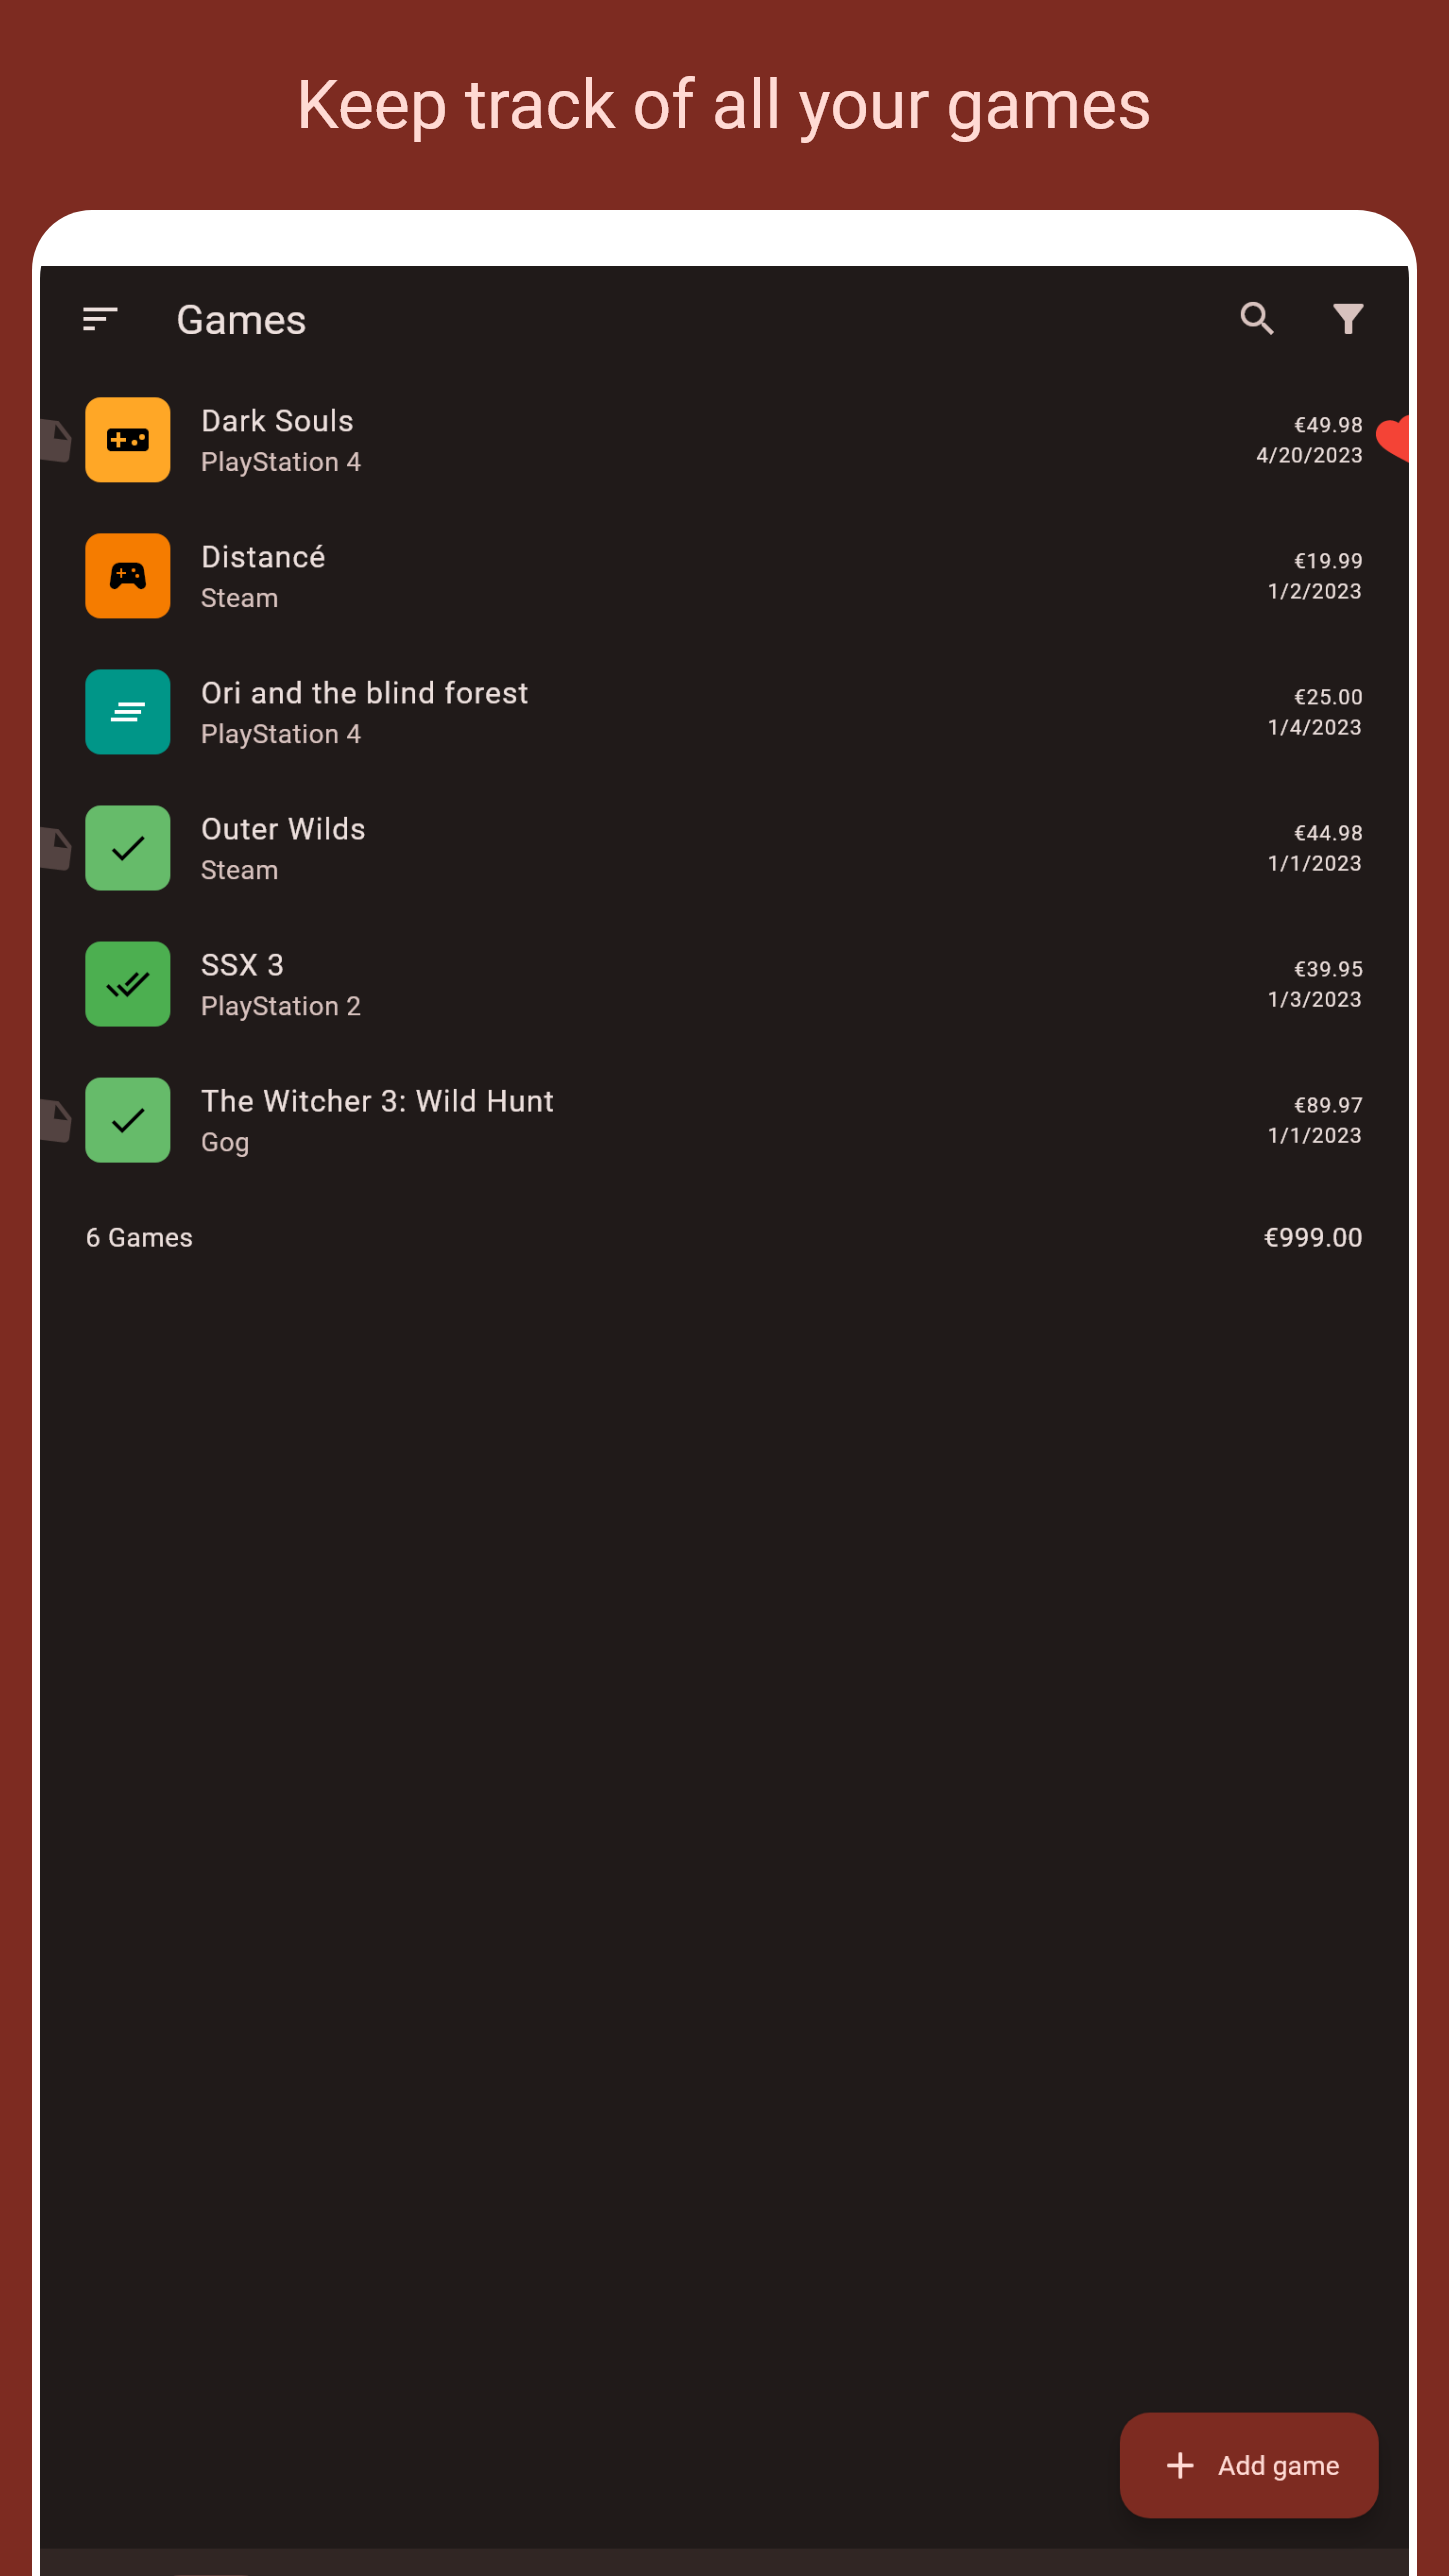 Keep track of all your games
Games
Dark Souls
PlayStation 4
€49.98
4/20/2023
Distancé
Steam
€19.99
1/2/2023
Ori and the blind forest
PlayStation 4
€25.00
1/4/2023
Outer Wilds
Steam
€44.98
1/1/2023
SSX 3
PlayStation 2
€39.95
1/3/2023
The Witcher 3: Wild Hunt
Gog
€89.97
1/1/2023
6 Games
€999.00
Add game